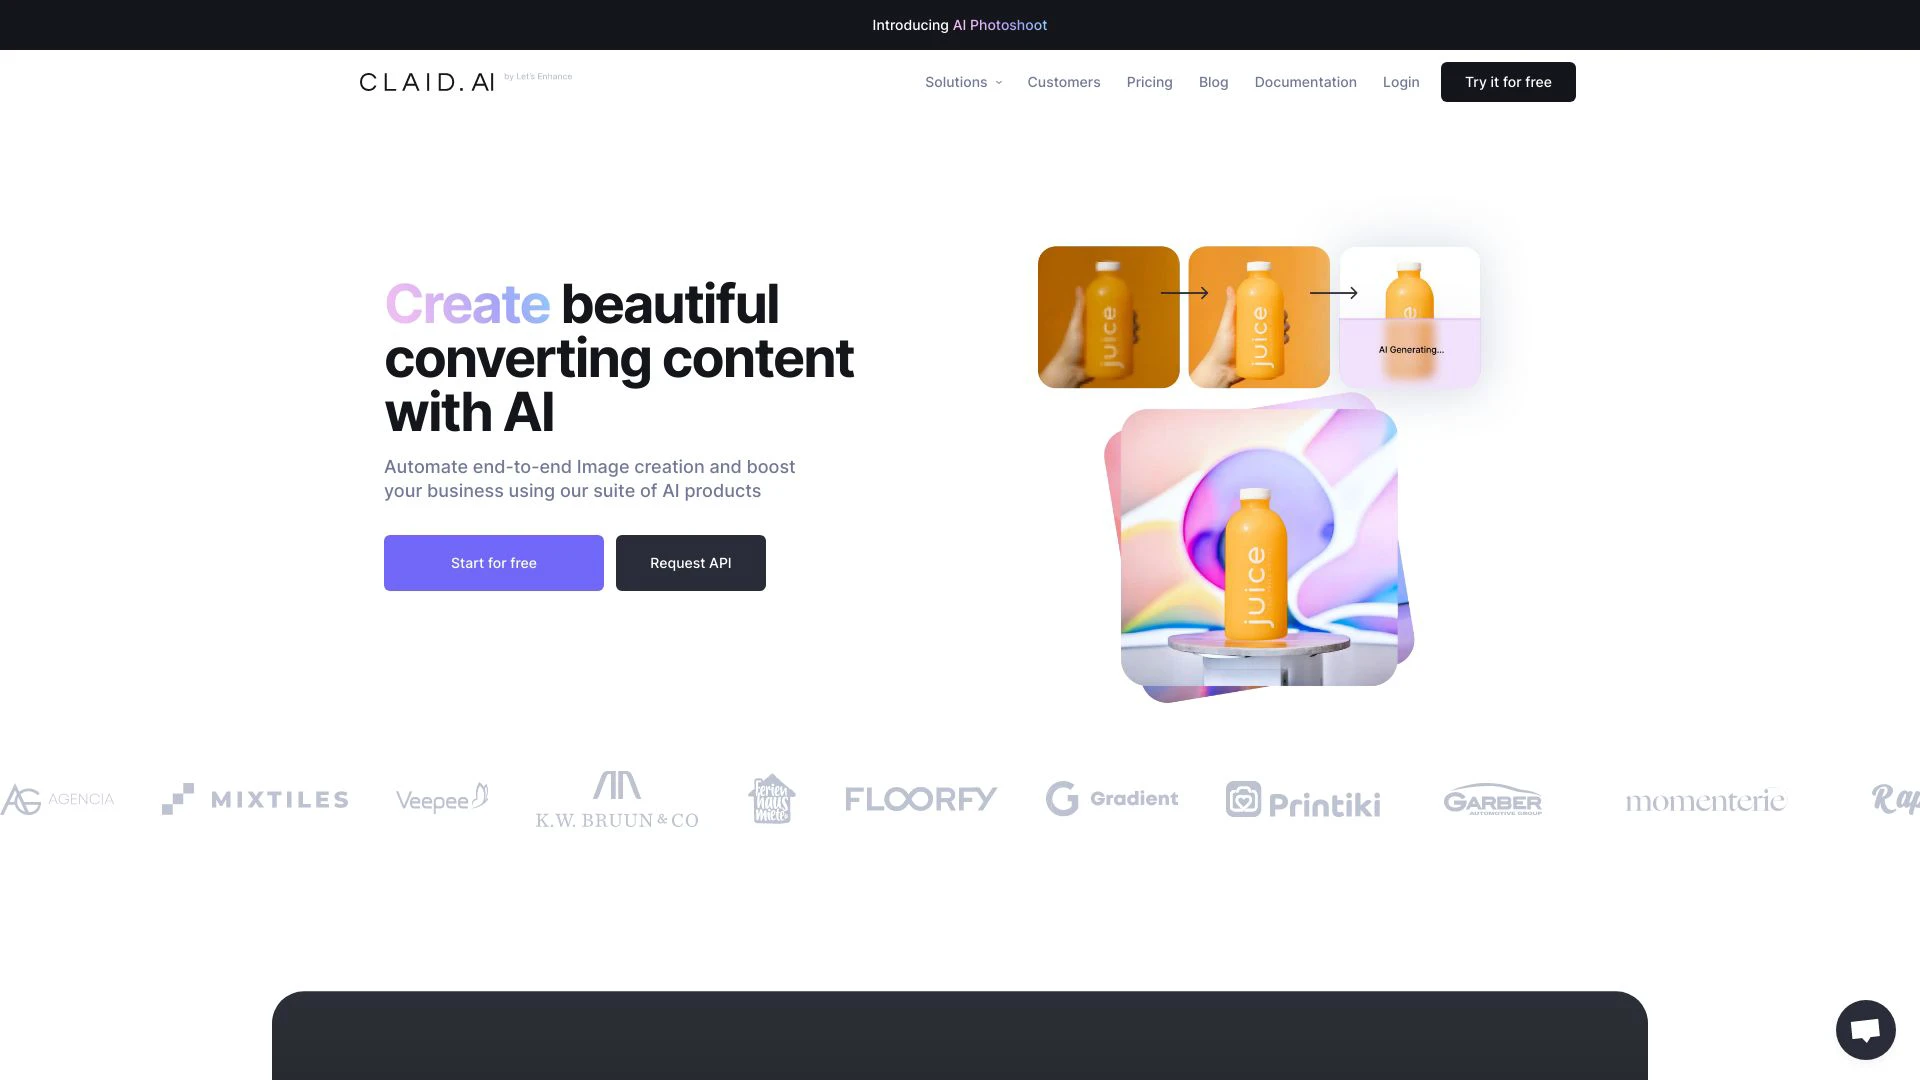 Introducing AI Photoshoot
CLAID.AI by Let's Enhance
Solutions
Customers
Pricing
Blog
Documentation
Login
Try it for free
Create beautiful
converting content
with AI
Automate end-to-end Image creation and boost
your business using our suite of AI products
Start for free
Request API
juice
juice
AI Generating...
juice
AG AGENCIA
MIXTILES
Veepee
K.W. BRUUN & CO
ferien
haus
miete
FLOORFY
G Gradient
Printiki
GARBER
AUTOMOTIVE GROUP
momenterie
Rap